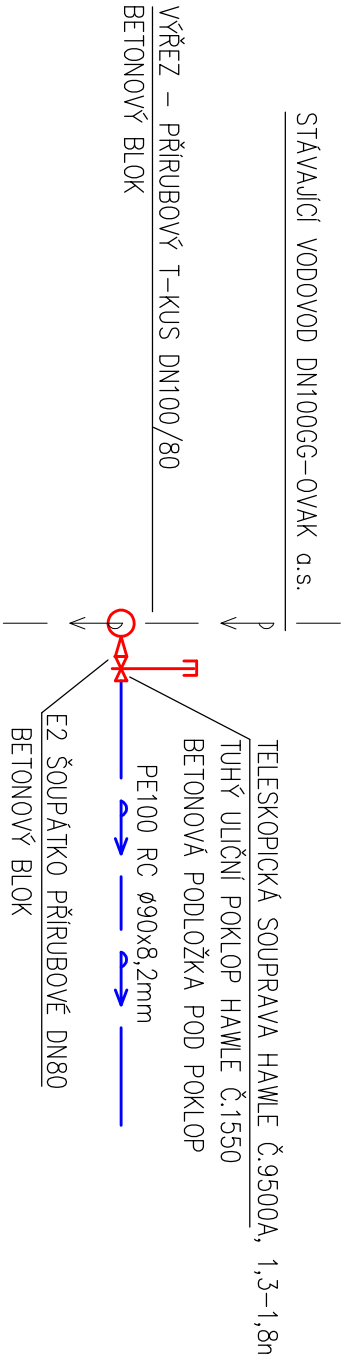 STÁVAJÍCÍ VODOVOD DN100GG-OVAK a.s.
VÝŘEZ - PŘÍRUBOVÝ T-KUS DN100/80
BETONOVÝ BLOK
TELESKOPICKÁ SOUPRAVA HAWLE Č.9500A, 1,3-1,8m
TUHÝ ULIČNÍ POKLOP HAWLE Č.1550
BETONOVÁ PODLOŽKA POD POKLOP
PE100 RC Ø90x8,2mm
E2 ŠOUPÁTKO PŘÍRUBOVÉ DN80
BETONOVÝ BLOK